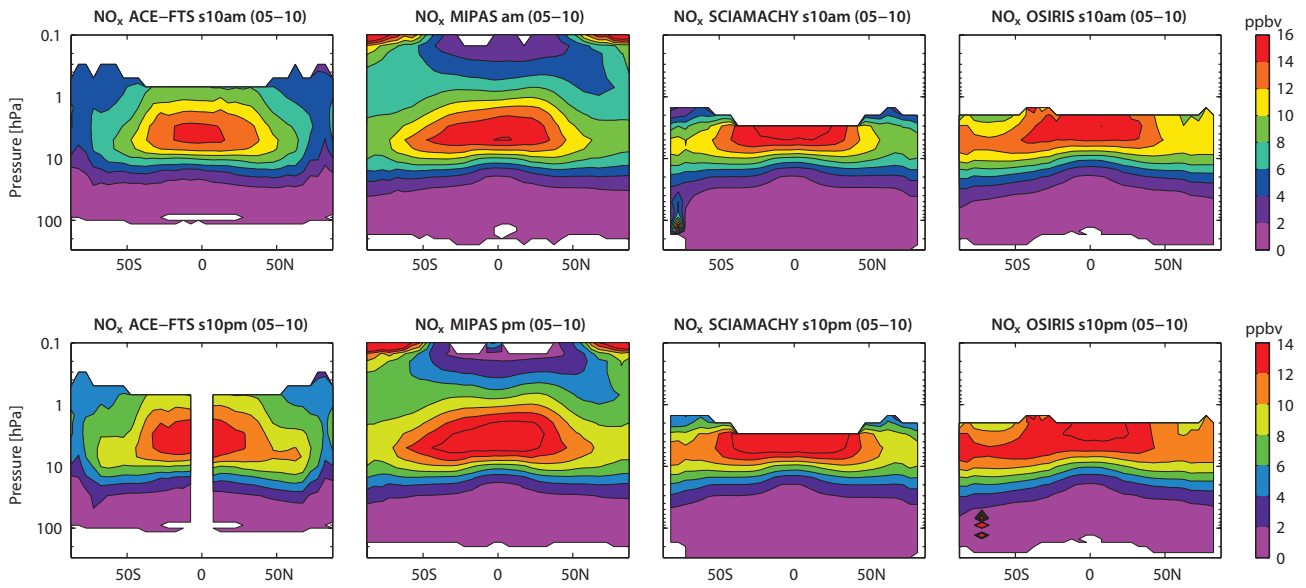 NOₓ ACE−FTS s10am (05−10)
NOₓ MIPAS am (05−10)
NOₓ SCIAMACHY s10am (05−10)
NOₓ OSIRIS s10am (05−10)
ppbv
0.1
1
10
100
Pressure [hPa]
50S 0 50N
50S 0 50N
50S 0 50N
50S 0 50N
16
14
12
10
8
6
4
2
0
NOₓ ACE−FTS s10pm (05−10)
NOₓ MIPAS pm (05−10)
NOₓ SCIAMACHY s10pm (05−10)
NOₓ OSIRIS s10pm (05−10)
ppbv
0.1
1
10
100
Pressure [hPa]
50S 0 50N
50S 0 50N
50S 0 50N
50S 0 50N
14
12
10
8
6
4
2
0